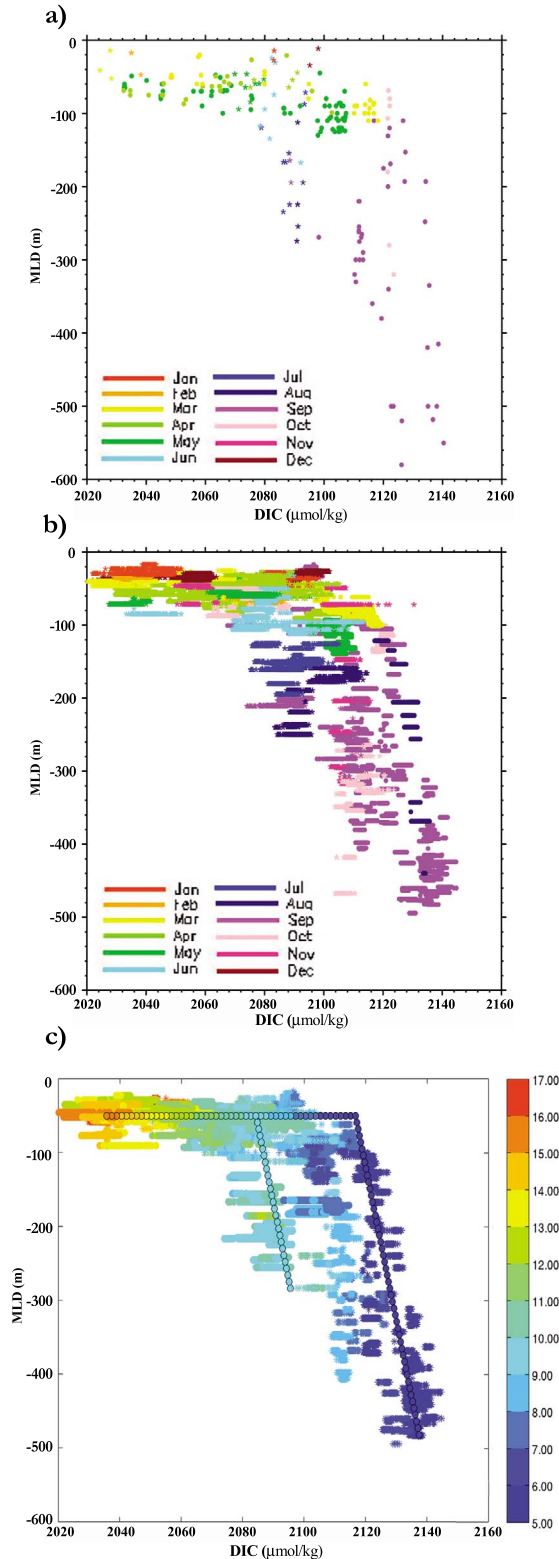 a)
0
-100
-200
-300
-400
-500
-600
MLD (m)
Jan
Feb
Mar
Apr
May
Jun
Jul
Aug
Sep
Oct
Nov
Dec
2020 2040 2060 2080 2100 2120 2140 2160
DIC (μmol/kg)
b)
0
-100
-200
-300
-400
-500
-600
MLD (m)
Jan
Feb
Mar
Apr
May
Jun
Jul
Aug
Sep
Oct
Nov
Dec
2020 2040 2060 2080 2100 2120 2140 2160
DIC (μmol/kg)
c)
0
-100
-200
-300
-400
-500
-600
MLD (m)
2020 2040 2060 2080 2100 2120 2140 2160
DIC (μmol/kg)
17.00
16.00
15.00
14.00
13.00
12.00
11.00
10.00
9.00
8.00
7.00
6.00
5.00